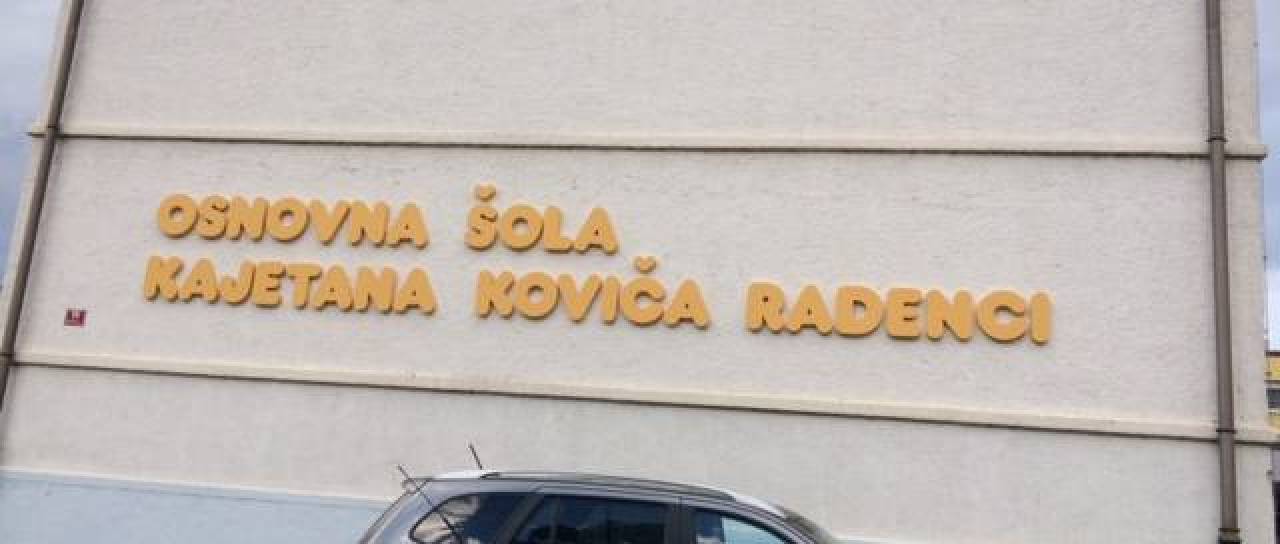 OSNOVNA ŠOLA
KAJETANA KOVIČA RADENCI